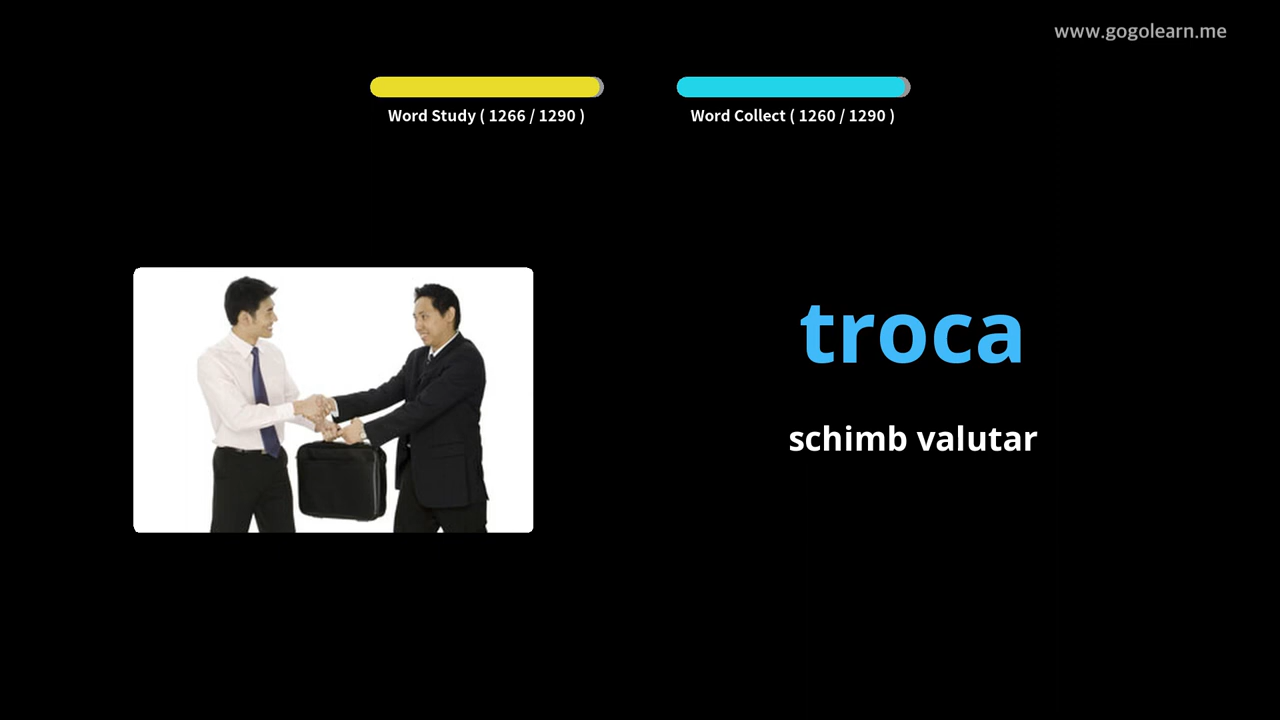 www.gogolearn.me
Word Study ( 1266 / 1290 )
Word Collect ( 1260 / 1290 )
troca
schimb valutar